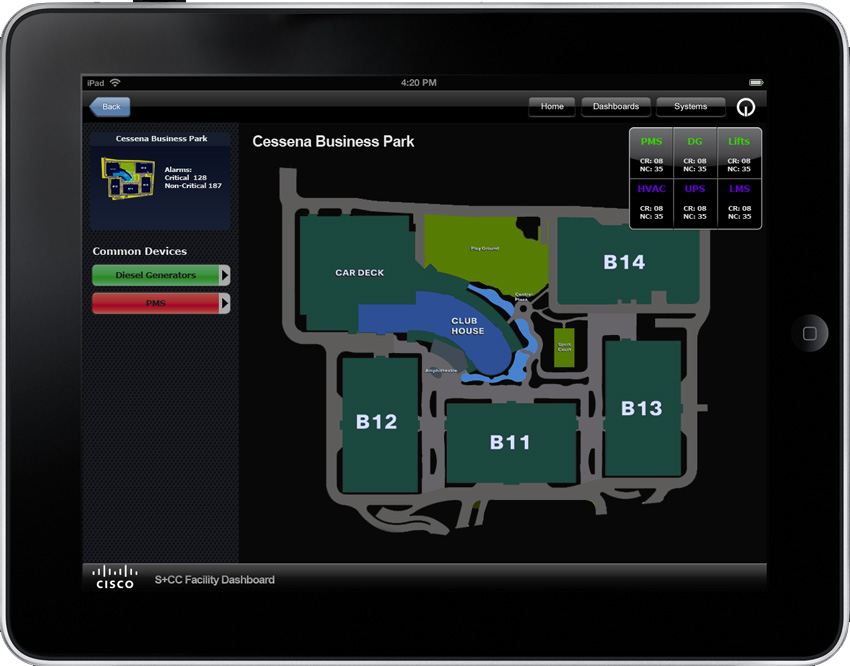 iPad
4:20 PM
Back
Home
Dashboards
Systems
Cessena Business Park
Alarms:
Critical 128
Non-Critical 187
Common Devices
Diesel Generators
PMS
Cessena Business Park
PMS DG Lifts
CR: 08 CR: 08 CR: 08
NC: 35 NC: 35 NC: 35
HVAC UPS LMS
CR: 08 CR: 08 CR: 08
NC: 35 NC: 35 NC: 35
Play Ground
B14
CAR DECK
Central
Plaza
CLUB
HOUSE
Sport
Court
Amphitheatre
B12
B13
B11
CISCO
S+CC Facility Dashboard